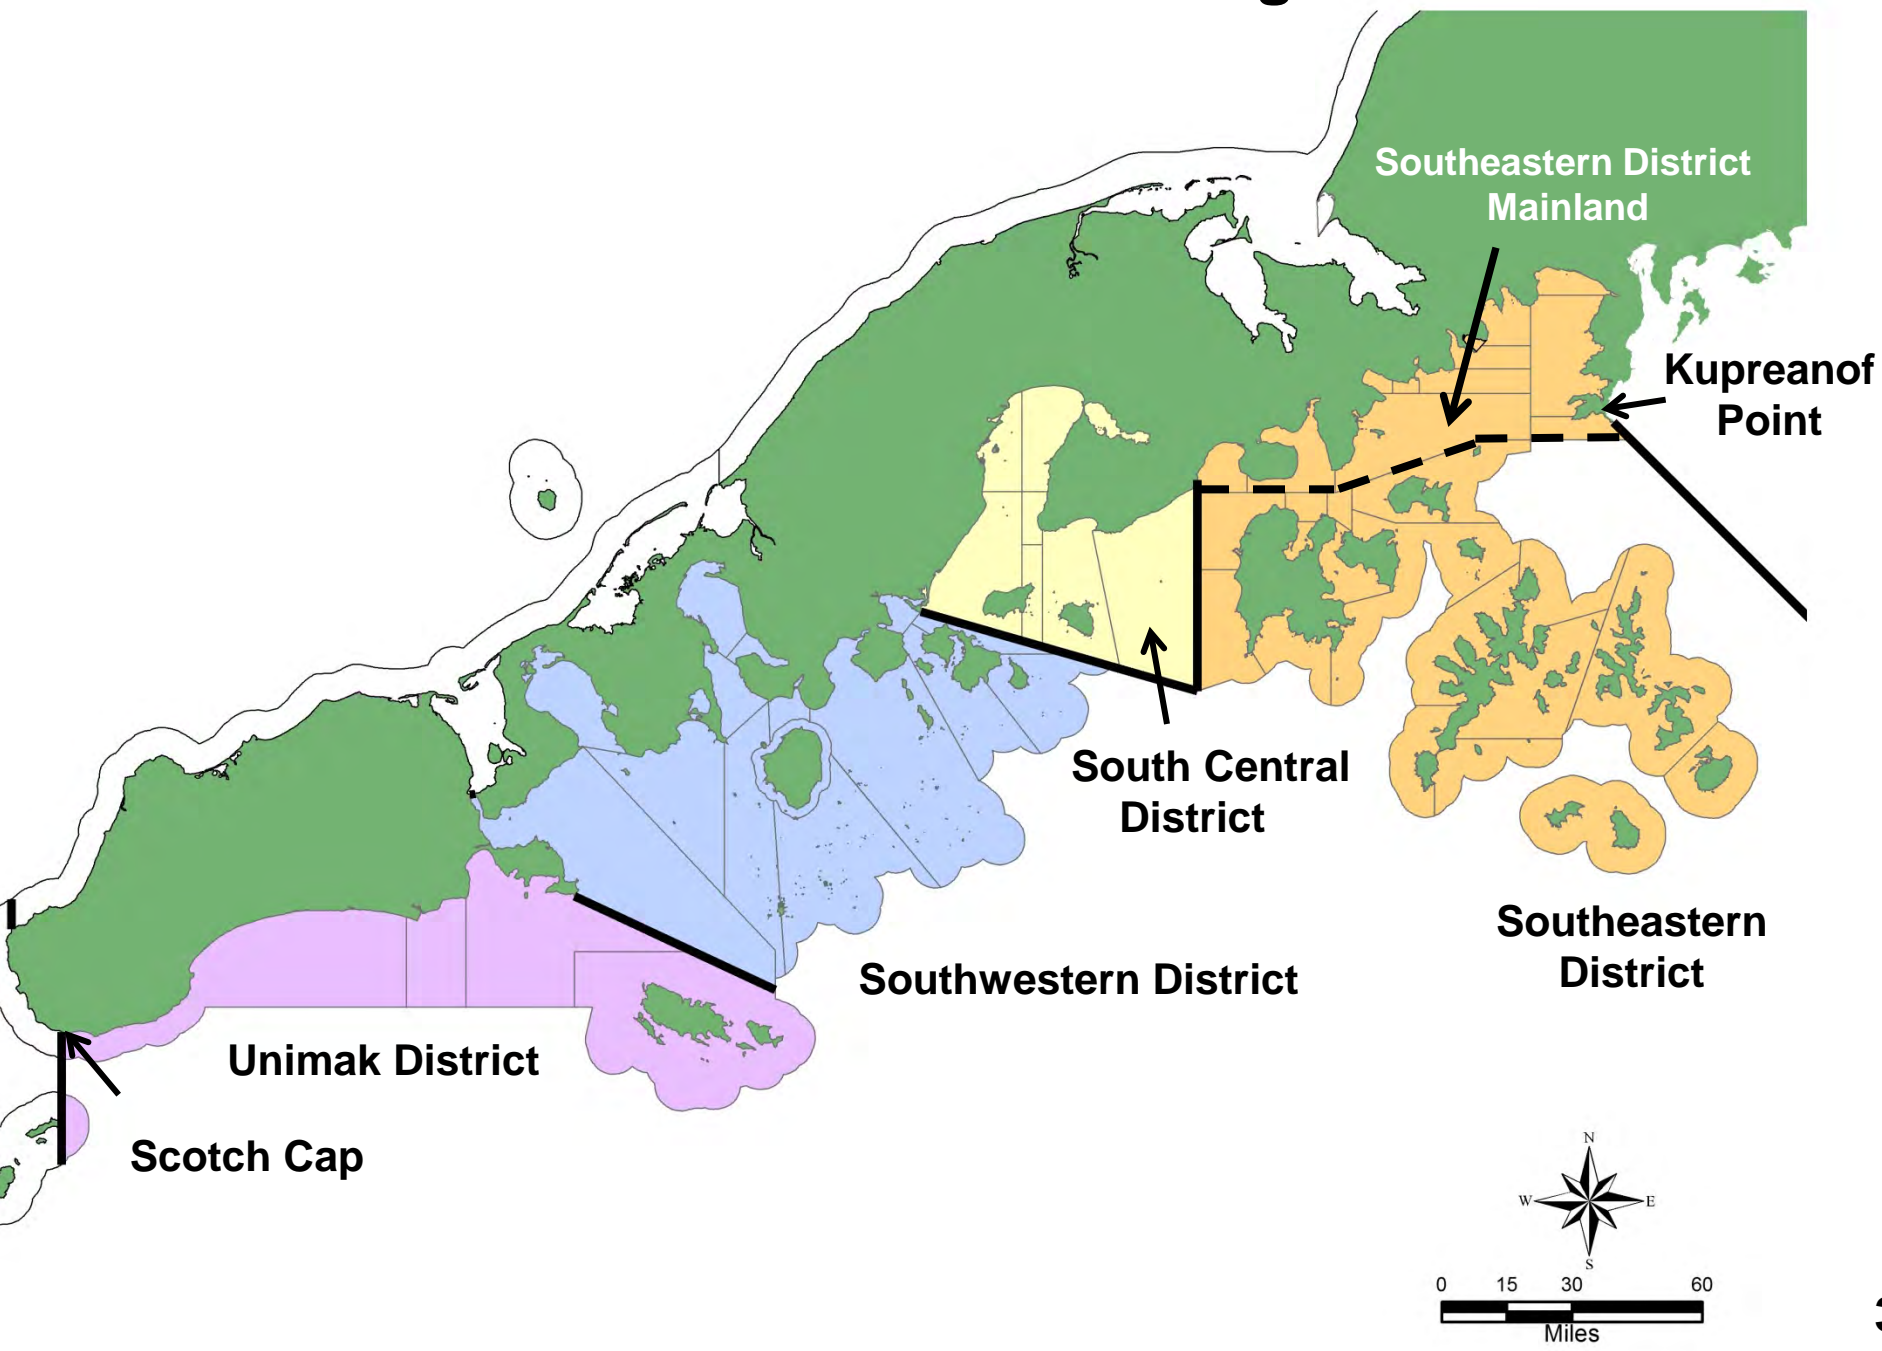 Southeastern District
Mainland
Kupreanof
Point
South Central
District
Southeastern
District
Southwestern District
Unimak District
Scotch Cap
N
W E
S
0 15 30 60
Miles